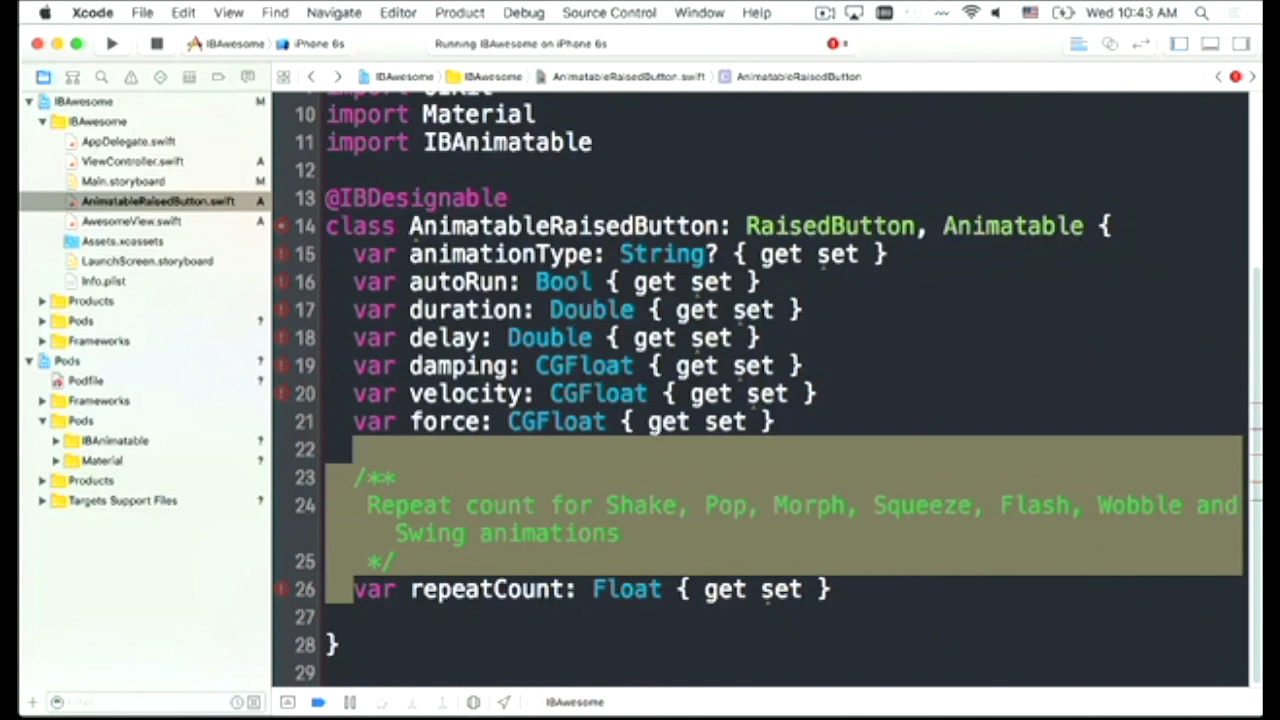 Xcode File Edit View Find Navigate Editor Product Debug Source Control Window Help Wed 10:43 AM
IBAwesome iPhone 6s Running IBAwesome on iPhone 6s
IBAwesome IBAwesome AnimatableRaisedButton.swift AnimatableRaisedButton
IBAwesome M
IBAwesome
AppDelegate.swift
ViewController.swift A
Main.storyboard M
AnimatableRaisedButton.swift A
AwesomeView.swift A
Assets.xcassets
LaunchScreen.storyboard
Info.plist
Products
Pods ?
Frameworks
Pods ?
Podfile ?
Frameworks ?
Pods ?
IBAnimatable ?
Material ?
Products ?
Targets Support Files ?
Filter
10 import Material
11 import IBAnimatable
12
13 @IBDesignable
14 class AnimatableRaisedButton: RaisedButton, Animatable {
15 var animationType: String? { get set }
16 var autoRun: Bool { get set }
17 var duration: Double { get set }
18 var delay: Double { get set }
19 var damping: CGFloat { get set }
20 var velocity: CGFloat { get set }
21 var force: CGFloat { get set }
22
23 /**
24 Repeat count for Shake, Pop, Morph, Squeeze, Flash, Wobble and
Swing animations
25 */
26 var repeatCount: Float { get set }
27
28 }
29
IBAwesome